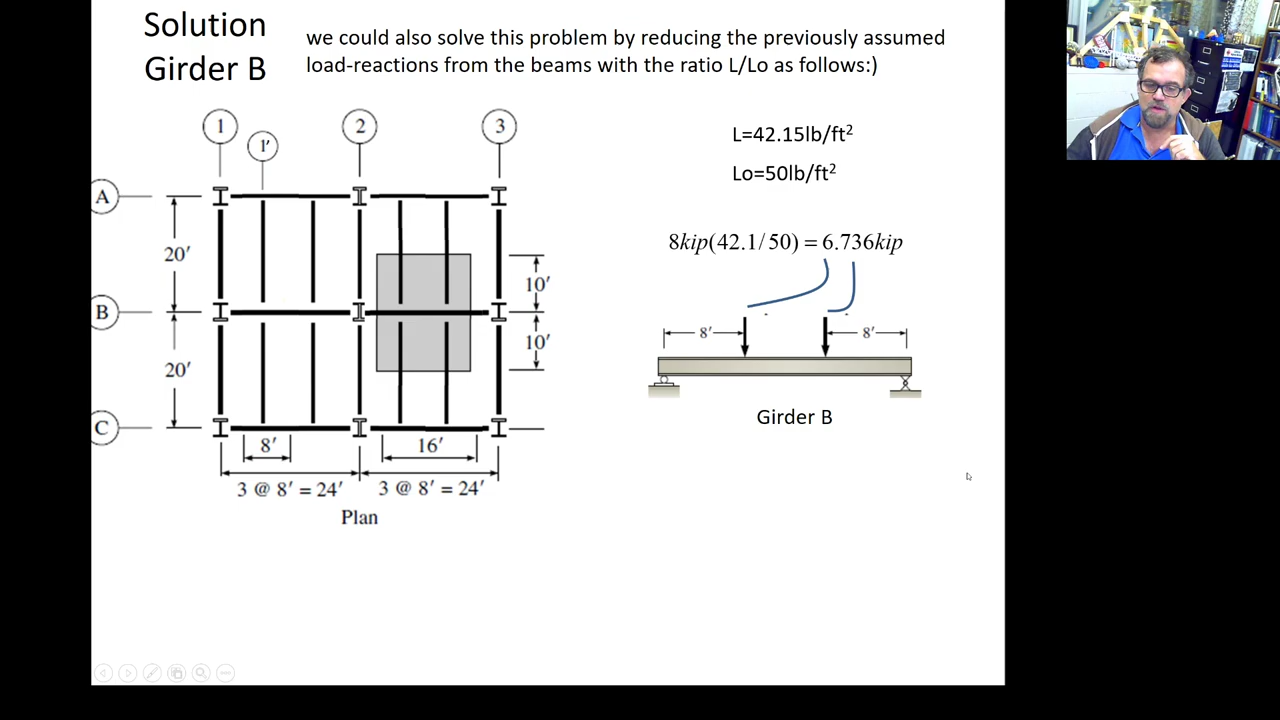 Solution
Girder B
we could also solve this problem by reducing the previously assumed
load-reactions from the beams with the ratio L/Lo as follows:)
1
1′
2
3
A
B
C
20′
20′
10′
10′
8′
16′
3 @ 8′ = 24′
3 @ 8′ = 24′
Plan
L=42.15lb/ft²
Lo=50lb/ft²
8kip(42.1/50) = 6.736kip
8′
8′
Girder B